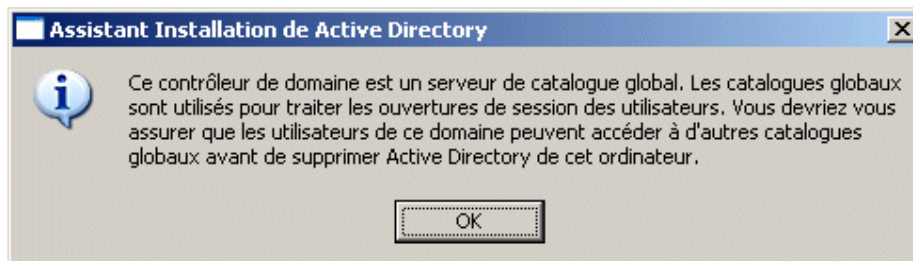 Assistant Installation de Active Directory
Ce contrôleur de domaine est un serveur de catalogue global. Les catalogues globaux
sont utilisés pour traiter les ouvertures de session des utilisateurs. Vous devriez vous
assurer que les utilisateurs de ce domaine peuvent accéder à d'autres catalogues
globaux avant de supprimer Active Directory de cet ordinateur.
OK